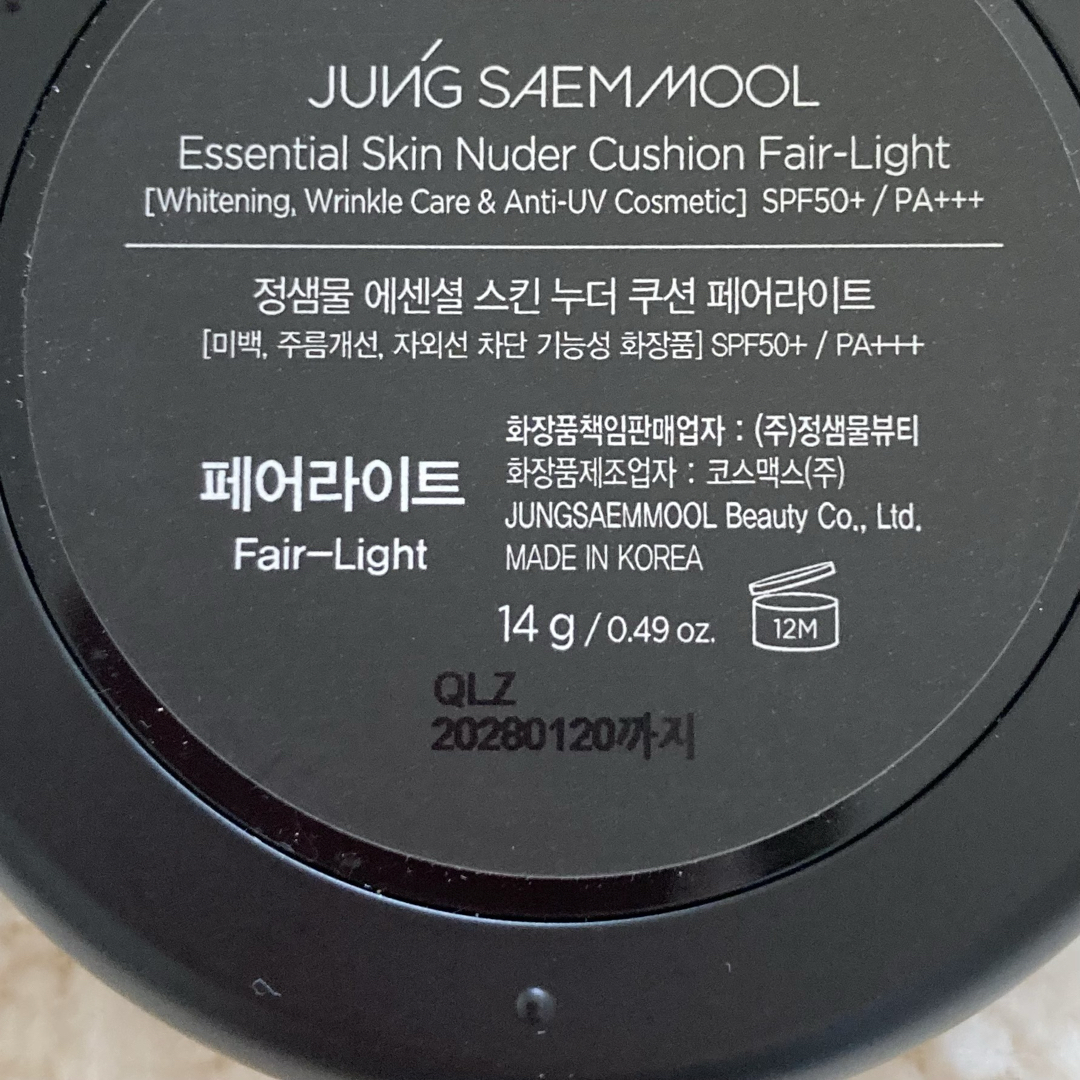 JUNG SAEM MOOL
Essential Skin Nuder Cushion Fair-Light
[Whitening, Wrinkle Care & Anti-UV Cosmetic] SPF50+ / PA+++
정샘물 에센셜 스킨 누더 쿠션 페어라이트
[미백, 주름개선, 자외선 차단 기능성 화장품] SPF50+ / PA+++
페어라이트
Fair-Light
화장품책임판매업자 : (주)정샘물뷰티
화장품제조업자 : 코스맥스(주)
JUNGSAEMMOOL Beauty Co., Ltd.
MADE IN KOREA
14 g / 0.49 oz.
12M
QLZ
20280120까지